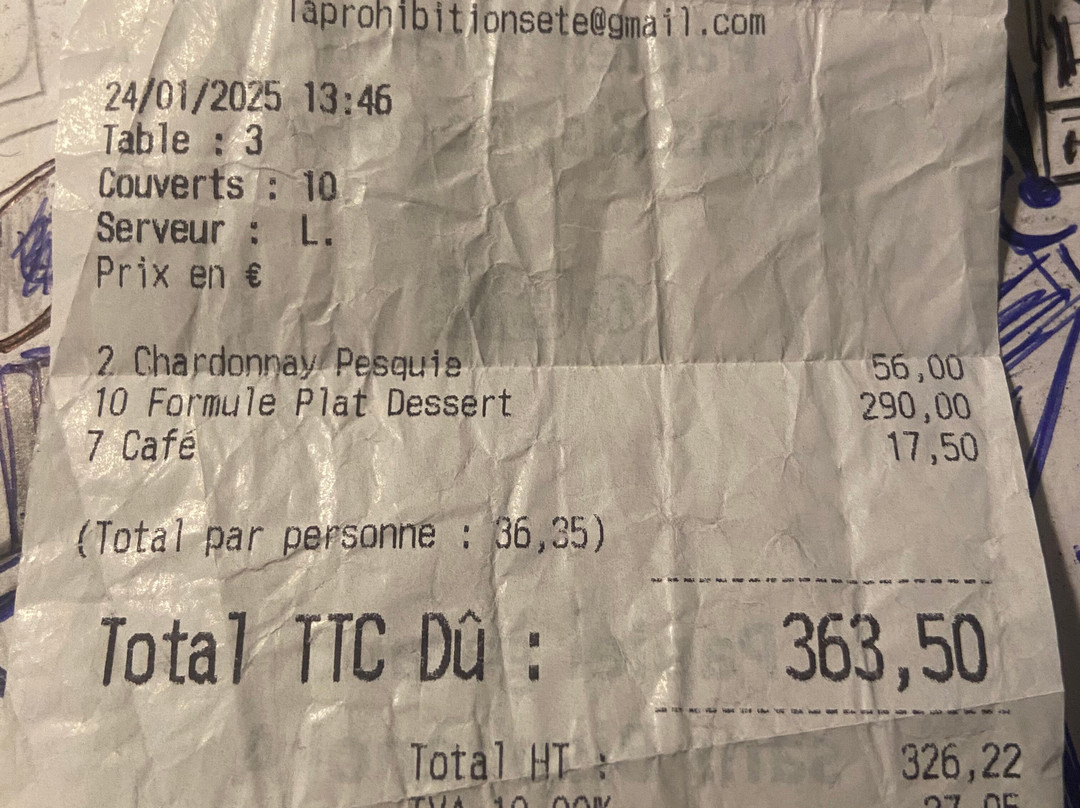 laprohibitionsete@gmail.com
24/01/2025 13:46
Table : 3
Couverts : 10
Serveur : L.
Prix en €
2 Chardonnay Pesquie 56,00
10 Formule Plat Dessert 290,00
7 Café 17,50
(Total par personne : 36,35)
Total TTC Dû : 363,50
Total HT : 326,22